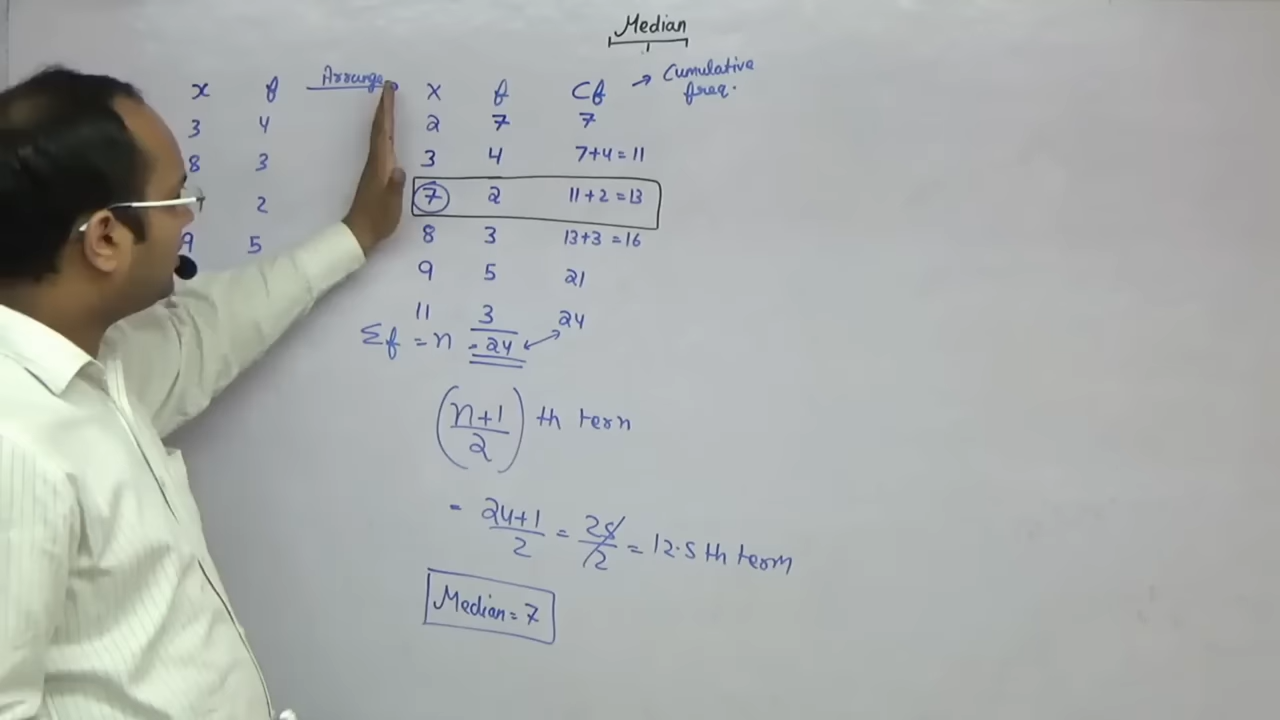 Median
x f Arrange x f Cf → Cumulative freq.
3 4 2 7 7
8 3 3 4 7+4=11
2 7 2 11+2=13
9 5 8 3 13+3=16
9 5 21
11 3 24
Σf = n = 24
(n+1/2) th term
= 24+1/2 = 25/2 = 12.5 th term
Median = 7